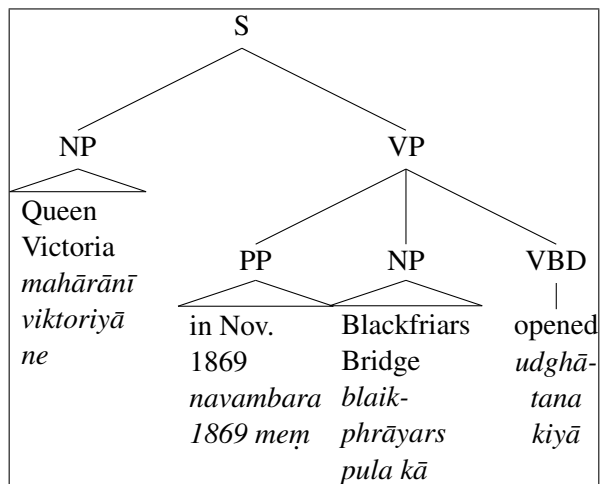 S
NP VP
Queen
Victoria
mahārānī
viktoriyā
ne
PP NP VBD
in Nov.
1869
navambara
1869 meṃ
Blackfriars
Bridge
blaik-
phrāyars
pula kā
opened
udghā-
tana
kiyā